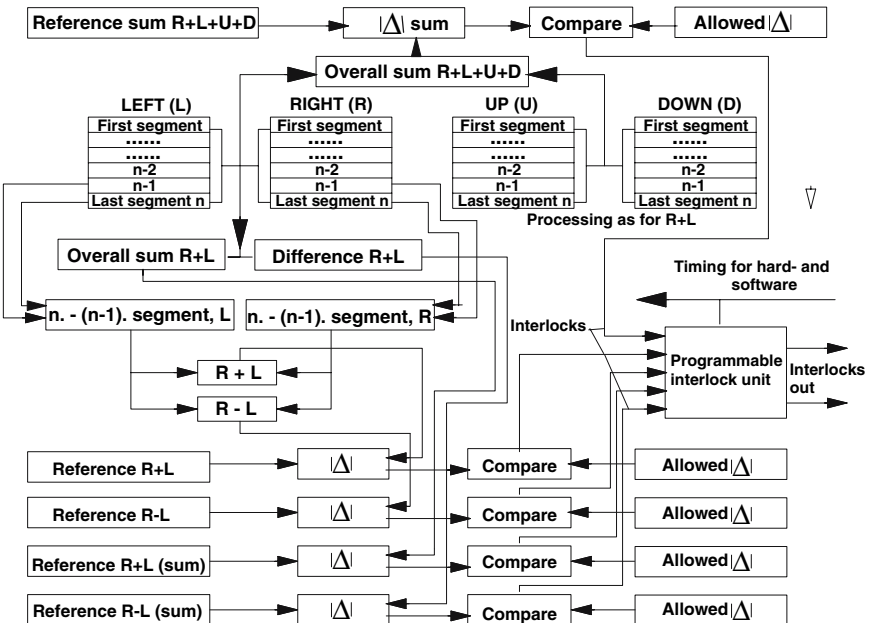 Reference sum R+L+U+D
|Δ| sum
Compare
Allowed |Δ|
Overall sum R+L+U+D
LEFT (L)
RIGHT (R)
UP (U)
DOWN (D)
First segment
First segment
First segment
First segment
......
......
......
......
......
......
......
......
n-2
n-2
n-2
n-2
n-1
n-1
n-1
n-1
Last segment n
Last segment n
Last segment n
Last segment n
Processing as for R+L
Overall sum R+L
Difference R+L
Timing for hard- and
software
n. - (n-1). segment, L
n. - (n-1). segment, R
Interlocks
Programmable
interlock unit
Interlocks
out
R + L
R - L
Reference R+L
|Δ|
Compare
Allowed |Δ|
Reference R-L
|Δ|
Compare
Allowed |Δ|
Reference R+L (sum)
|Δ|
Compare
Allowed |Δ|
Reference R-L (sum)
|Δ|
Compare
Allowed |Δ|